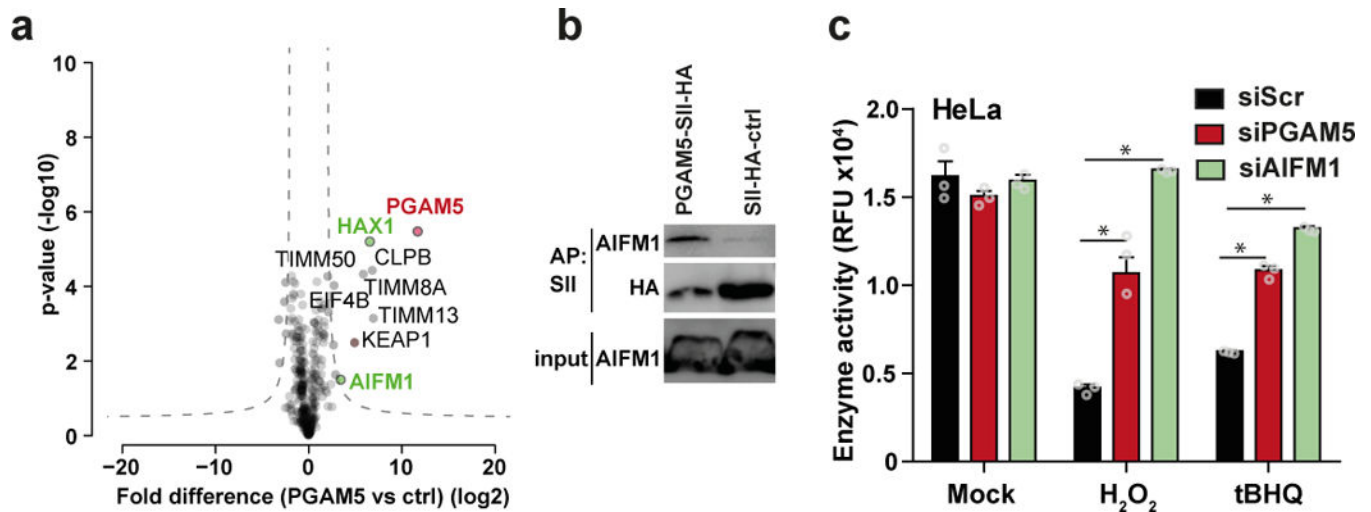 a
10
8
6
4
2
0
p-value (-log10)
PGAM5
HAX1
TIMM50
CLPB
TIMM8A
EIF4B
TIMM13
KEAP1
AIFM1
−20
−10
0
10
20
Fold difference (PGAM5 vs ctrl) (log2)
b
PGAM5-SII-HA
SII-HA-ctrl
AP:
SII
AIFM1
HA
input
AIFM1
c
HeLa
siScr
siPGAM5
siAIFM1
2.0
1.5
1.0
0.5
0
Enzyme activity (RFU x10⁴)
*
*
*
*
Mock
H₂O₂
tBHQ